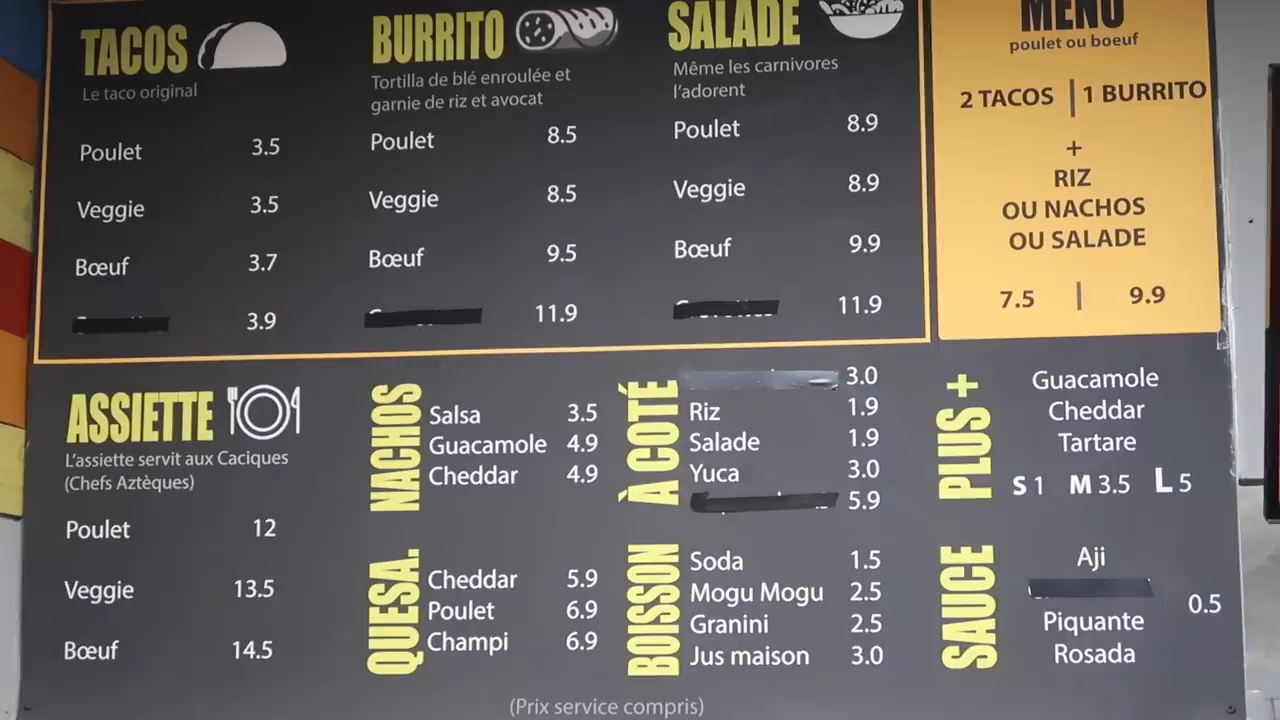 TACOS
Le taco original
Poulet 3.5
Veggie 3.5
Bœuf 3.7
3.9
BURRITO
Tortilla de blé enroulée et
garnie de riz et avocat
Poulet 8.5
Veggie 8.5
Bœuf 9.5
11.9
SALADE
Même les carnivores
l'adorent
Poulet 8.9
Veggie 8.9
Bœuf 9.9
11.9
MENU
poulet ou boeuf
2 TACOS | 1 BURRITO
+
RIZ
OU NACHOS
OU SALADE
7.5 | 9.9
ASSIETTE
L'assiette servit aux Caciques
(Chefs Aztèques)
Poulet 12
Veggie 13.5
Bœuf 14.5
NACHOS
Salsa 3.5
Guacamole 4.9
Cheddar 4.9
QUESA.
Cheddar 5.9
Poulet 6.9
Champi 6.9
À COTÉ
3.0
Riz 1.9
Salade 1.9
Yuca 3.0
5.9
BOISSON
Soda 1.5
Mogu Mogu 2.5
Granini 2.5
Jus maison 3.0
PLUS +
Guacamole
Cheddar
Tartare
S 1 M 3.5 L 5
SAUCE
Aji
0.5
Piquante
Rosada
(Prix service compris)